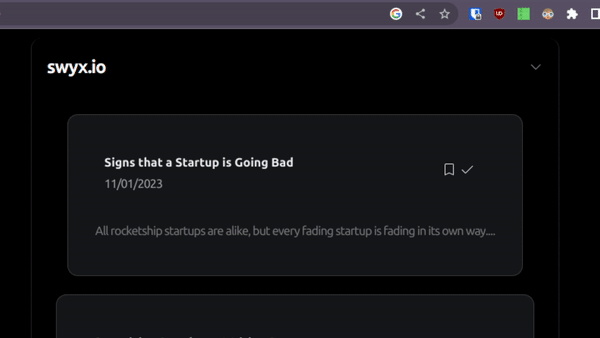 swyx.io
Signs that a Startup is Going Bad
11/01/2023
All rocketship startups are alike, but every fading startup is fading in its own way....